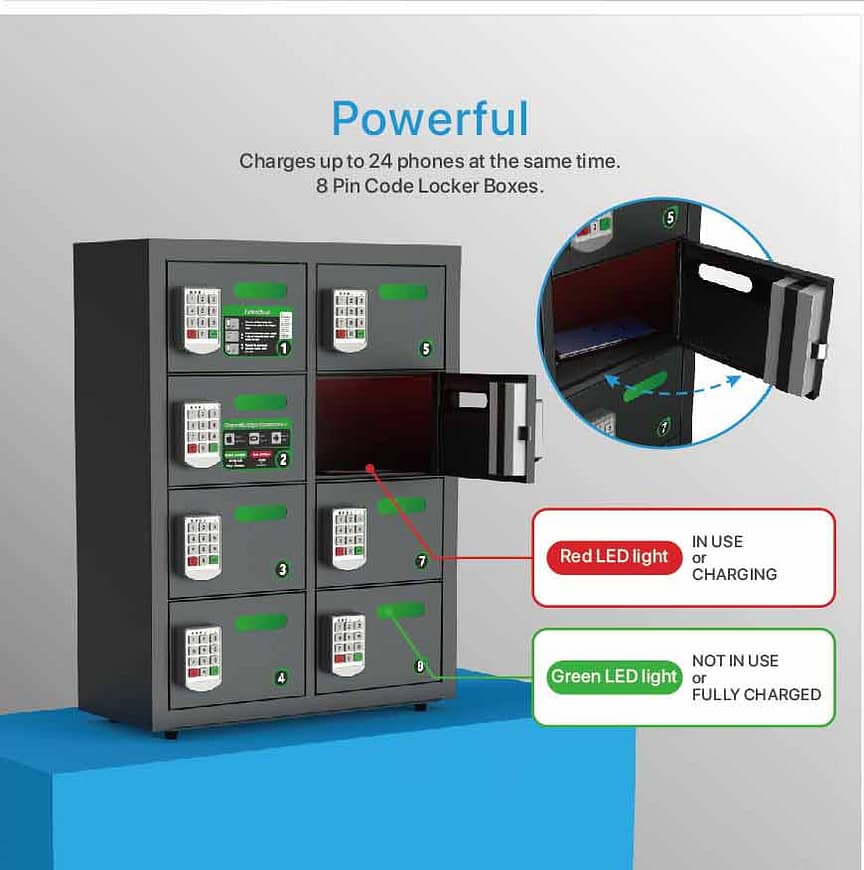 Powerful
Charges up to 24 phones at the same time.
8 Pin Code Locker Boxes.
5
7
1
5
2
3
7
4
8
Red LED light
IN USE
or
CHARGING
Green LED light
NOT IN USE
or
FULLY CHARGED